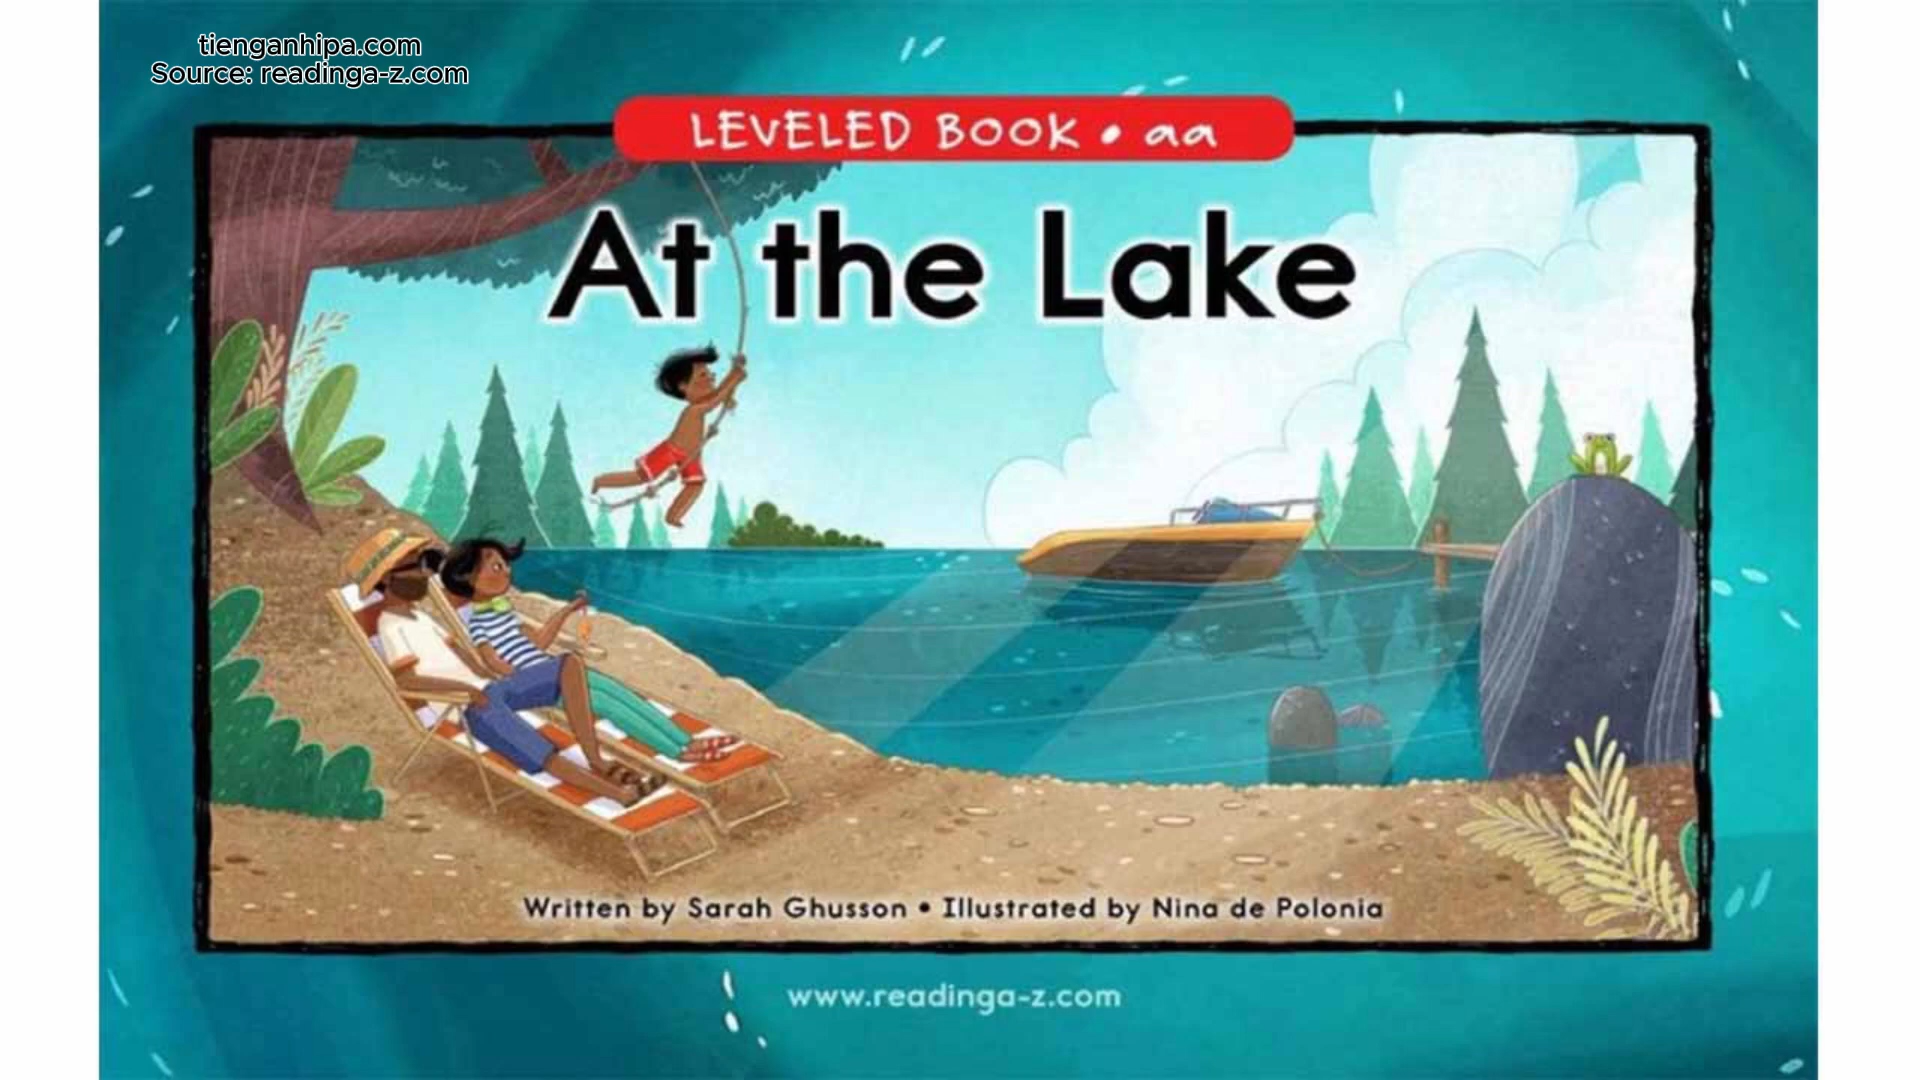 tienganhipa.com
Source: readinga-z.com
LEVELED BOOK • aa
At the Lake
Written by Sarah Ghusson • Illustrated by Nina de Polonia
www.readinga-z.com